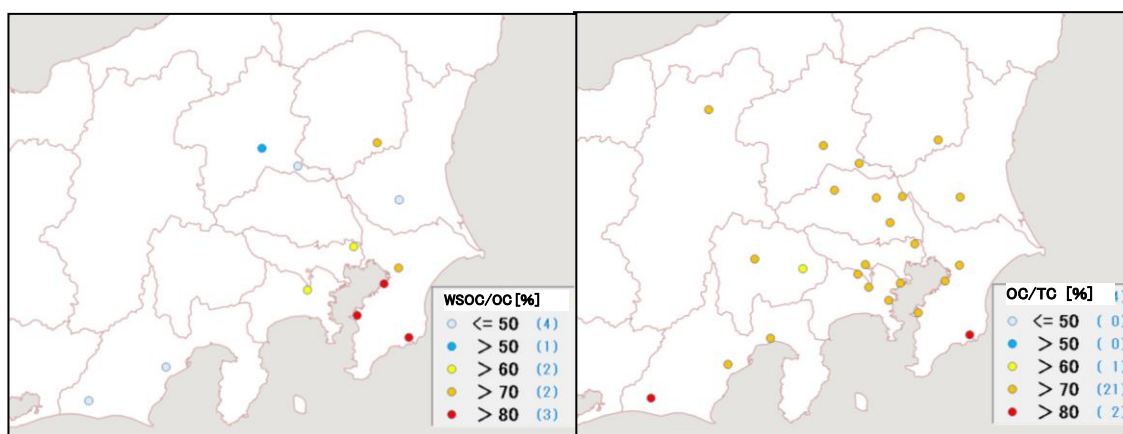 WSOC/OC [%]
<= 50 (4)
> 50 (1)
> 60 (2)
> 70 (2)
> 80 (3)
OC/TC [%]
<= 50 ( 0)
> 50 ( 0)
> 60 ( 1)
> 70 (21)
> 80 ( 2)